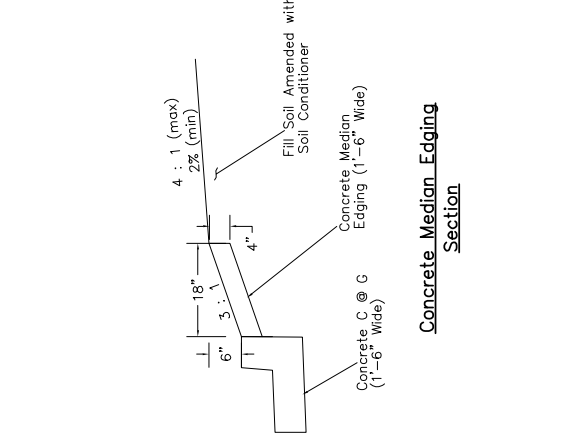 4 : 1 (max)
2% (min)
Fill Soil Amended with
Soil Conditioner
18"
3 : 1
4"
6"
Concrete Median
Edging (1'-6" Wide)
Concrete C @ G
(1'-6" Wide)
Concrete Median Edging
Section